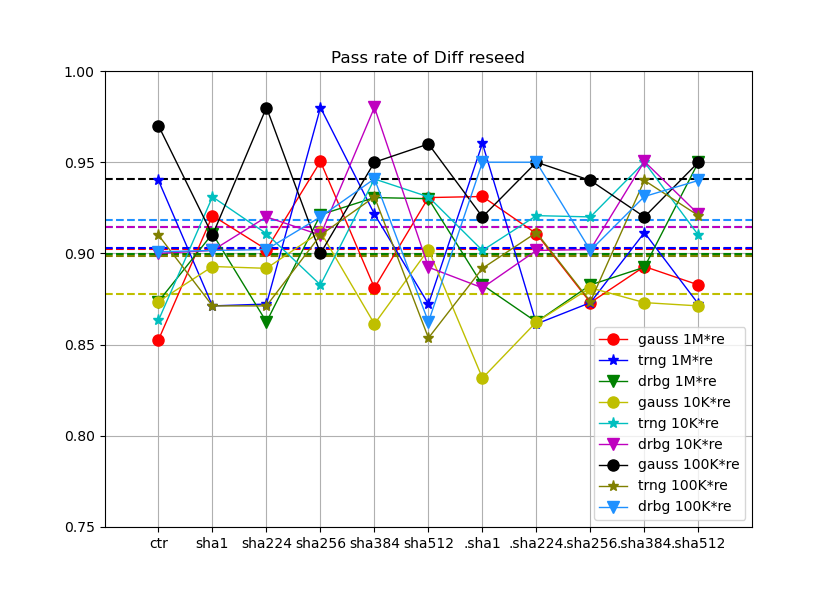 Pass rate of Diff reseed
1.00
0.95
0.90
0.85
0.80
0.75
ctr sha1 sha224 sha256 sha384 sha512 .sha1 .sha224 .sha256 .sha384 .sha512
gauss 1M*re
trng 1M*re
drbg 1M*re
gauss 10K*re
trng 10K*re
drbg 10K*re
gauss 100K*re
trng 100K*re
drbg 100K*re